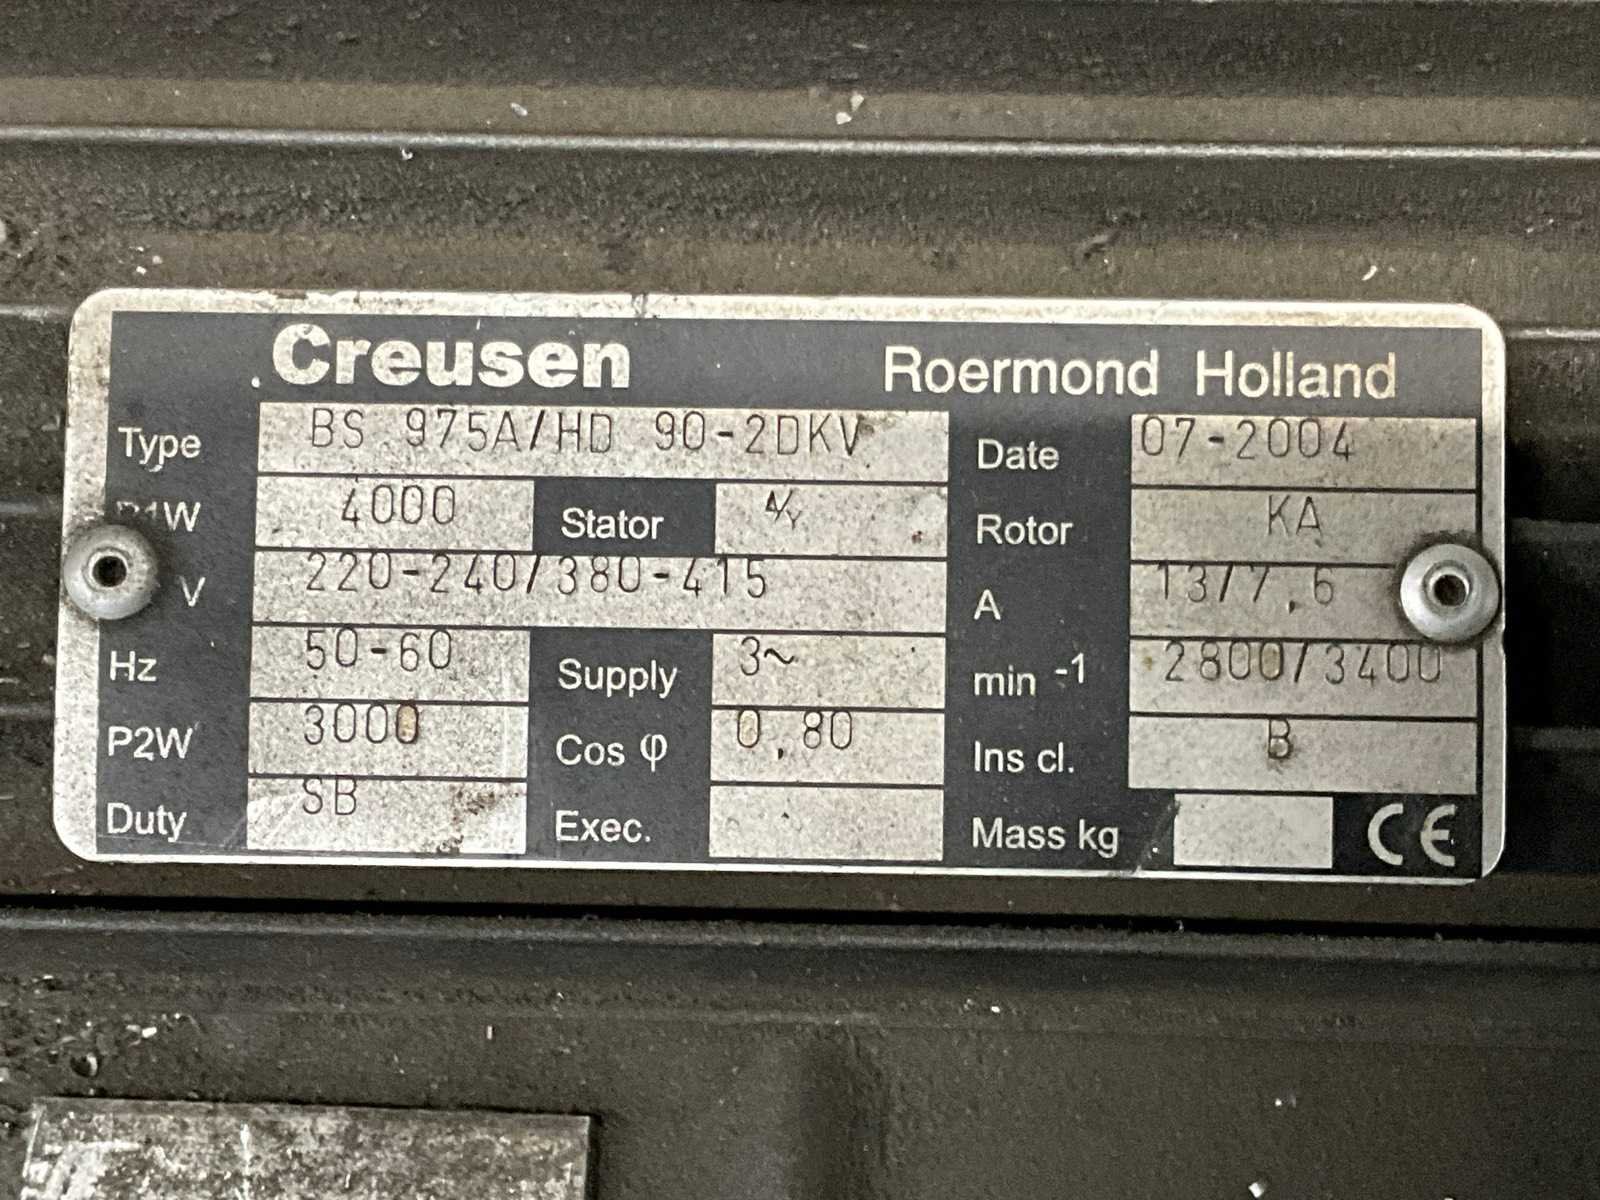 Creusen Roermond Holland
Type BS 975A/HD 90-2DKV Date 07-2004
P1W 4000 Stator Δ/Y Rotor KA
V 220-240/380-415 A 13/7,6
Hz 50-60 Supply 3~ min -1 2800/3400
P2W 3000 Cos φ 0,80 Ins cl. B
Duty SB Exec. Mass kg CE